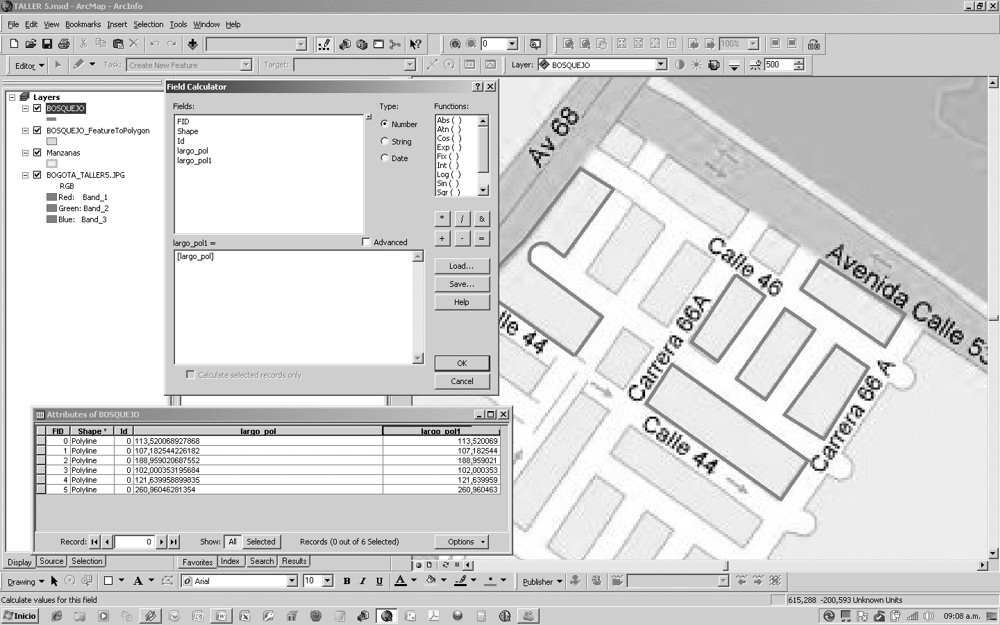 TALLER 5.mxd - ArcMap - ArcInfo
File Edit View Bookmarks Insert Selection Tools Window Help
0
100%
Editor Task: Create New Feature Target: Layer: BOSQUEJO 500
Layers
BOSQUEJO
BOSQUEJO_FeatureToPolygon
Manzanas
BOGOTA_TALLER5.JPG
RGB
Red: Band_1
Green: Band_2
Blue: Band_3
Field Calculator
Fields: Type: Functions:
FID
Shape
Id
largo_pol
largo_pol1
Number
String
Date
Abs ( )
Atn ( )
Cos ( )
Exp ( )
Fix ( )
Int ( )
Log ( )
Sin ( )
Sqr ( )
* / &
+ - =
largo_pol1 =
Advanced
[largo_pol]
Load...
Save...
Help
Calculate selected records only
OK
Cancel
Av 68
Calle 46
Avenida Calle 53
Carrera 66A
lle 44
Carrera 66 A
Calle 44
Attributes of BOSQUEJO
FID Shape * Id largo_pol largo_pol1
0 Polyline 0 113,520068927868 113,520069
1 Polyline 0 107,182544226182 107,182544
2 Polyline 0 188,959020687552 188,959021
3 Polyline 0 102,000353195684 102,000353
4 Polyline 0 121,639958899835 121,639959
5 Polyline 0 260,96046281354 260,960463
Record: 0 Show: All Selected Records (0 out of 6 Selected) Options
Display Source Selection Favorites Index Search Results
Drawing A Arial 10 B I U A Publisher
Calculate values for this field 615,288 -200,593 Unknown Units
Inicio 09:08 a.m.